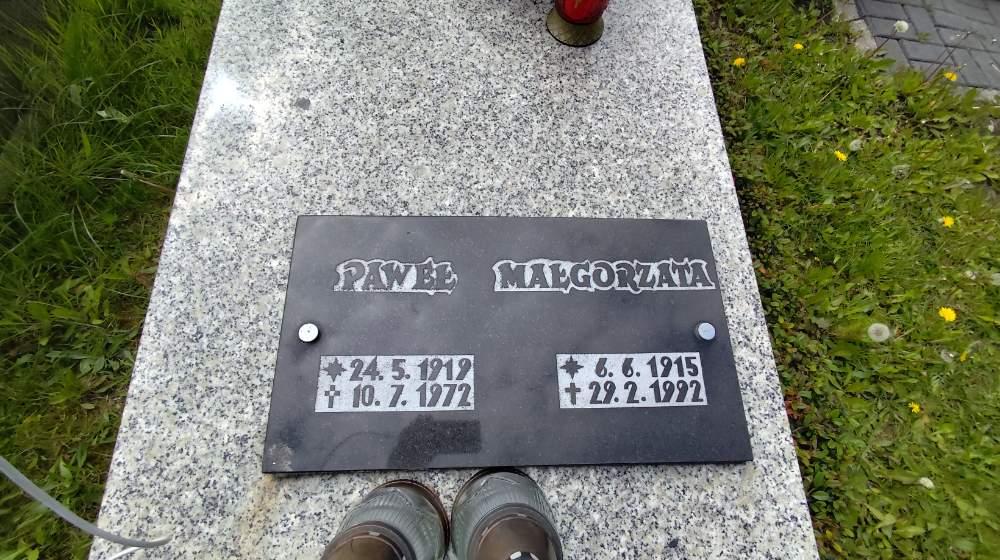 PAWEŁ MAŁGORZATA
24. 5. 1919 6. 6. 1915
10. 7. 1972 29. 2. 1992